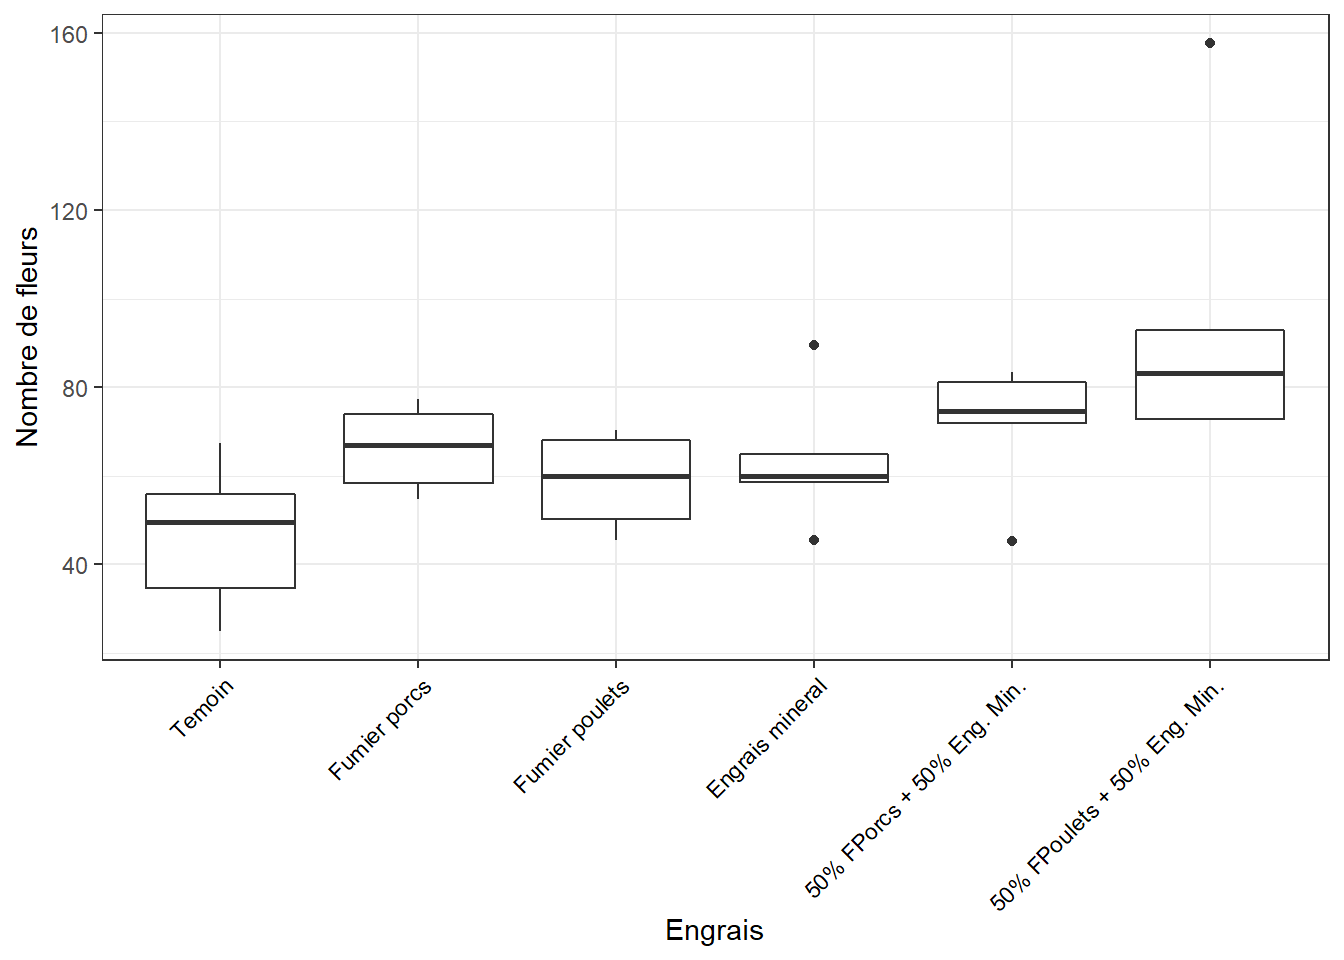 160
120
80
40
Nombre de fleurs
Temoin
Fumier porcs
Fumier poulets
Engrais mineral
50% FPorcs + 50% Eng. Min.
50% FPoulets + 50% Eng. Min.
Engrais